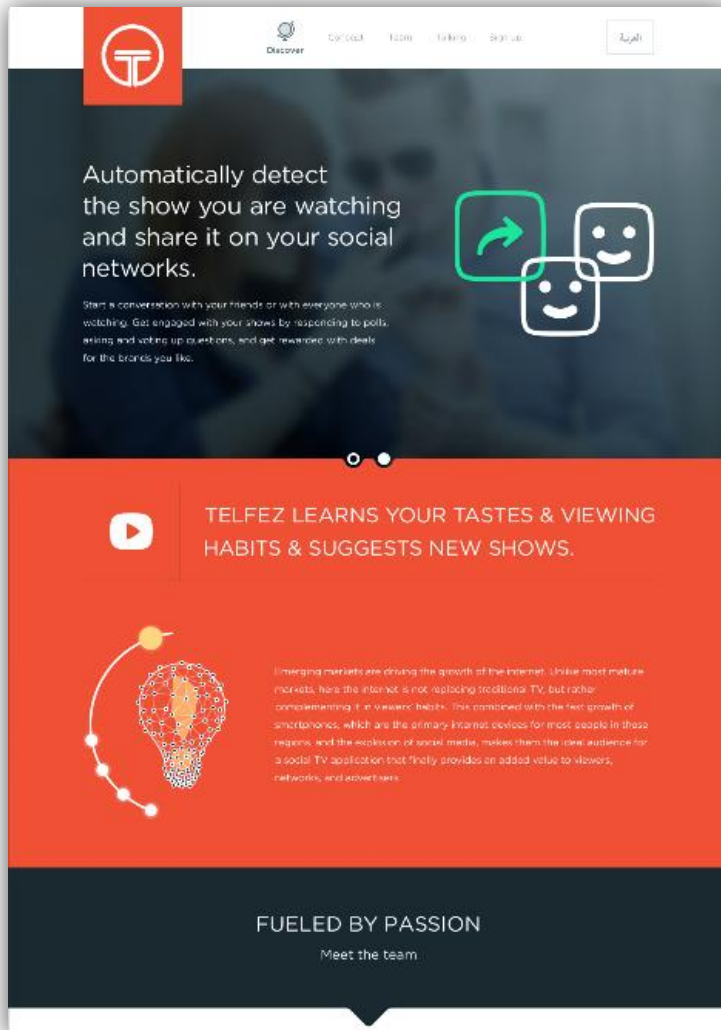 Discover
Concept Team Talking Sign up
العربية
Automatically detect
the show you are watching
and share it on your social
networks.
Start a conversation with your friends or with everyone who is
watching. Get engaged with your shows by responding to polls,
asking and voting up questions, and get rewarded with deals
for the brands you like.
TELFEZ LEARNS YOUR TASTES & VIEWING
HABITS & SUGGESTS NEW SHOWS.
Emerging markets are driving the growth of the internet. Unlike most mature
markets, here the internet is not replacing traditional TV, but rather
complementing it in viewers' habits. This combined with the fast growth of
smartphones, which are the primary internet devices for most people in these
regions, and the explosion of social media, makes them the ideal audience for
a social TV application that finally provides an added value to viewers,
networks, and advertisers.
FUELED BY PASSION
Meet the team